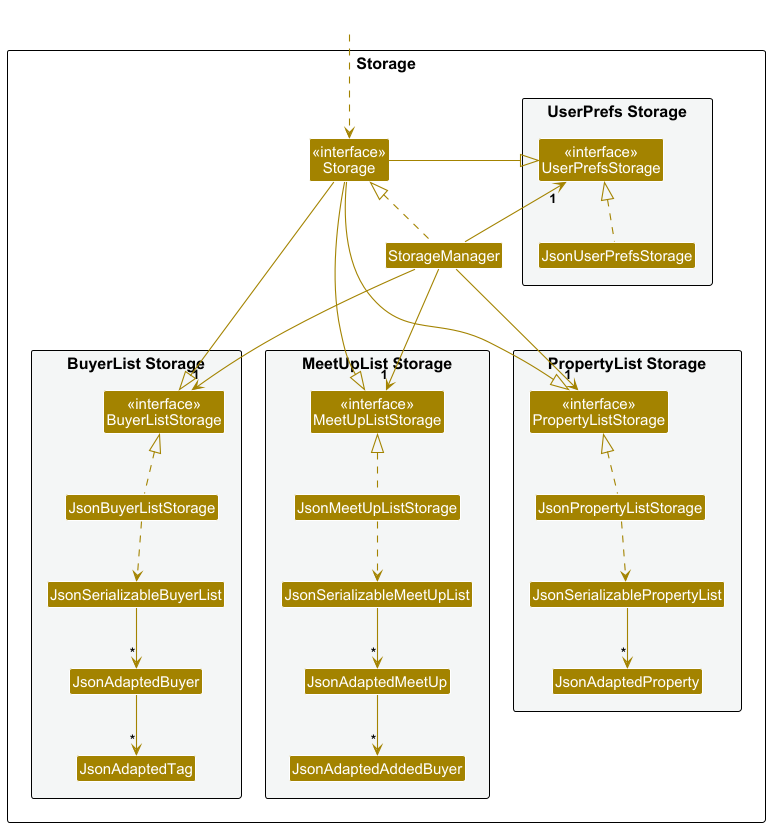 Storage
UserPrefs Storage
«interface»
Storage
«interface»
UserPrefsStorage
1
StorageManager
JsonUserPrefsStorage
BuyerList Storage
MeetUpList Storage
PropertyList Storage
1
1
1
«interface»
BuyerListStorage
«interface»
MeetUpListStorage
«interface»
PropertyListStorage
JsonBuyerListStorage
JsonMeetUpListStorage
JsonPropertyListStorage
JsonSerializableBuyerList
JsonSerializableMeetUpList
JsonSerializablePropertyList
*
*
*
JsonAdaptedBuyer
JsonAdaptedMeetUp
JsonAdaptedProperty
*
*
JsonAdaptedTag
JsonAdaptedAddedBuyer